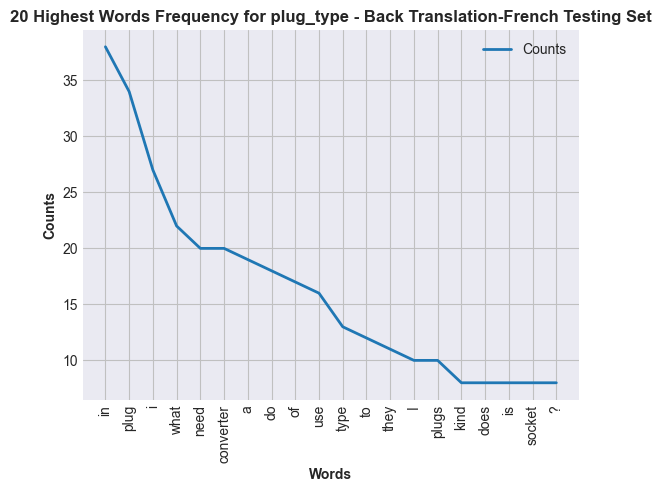 20 Highest Words Frequency for plug_type - Back Translation-French Testing Set
Counts
35
30
25
20
15
10
Counts
in
plug
i
what
need
converter
a
do
of
use
type
to
they
I
plugs
kind
does
is
socket
?
Words